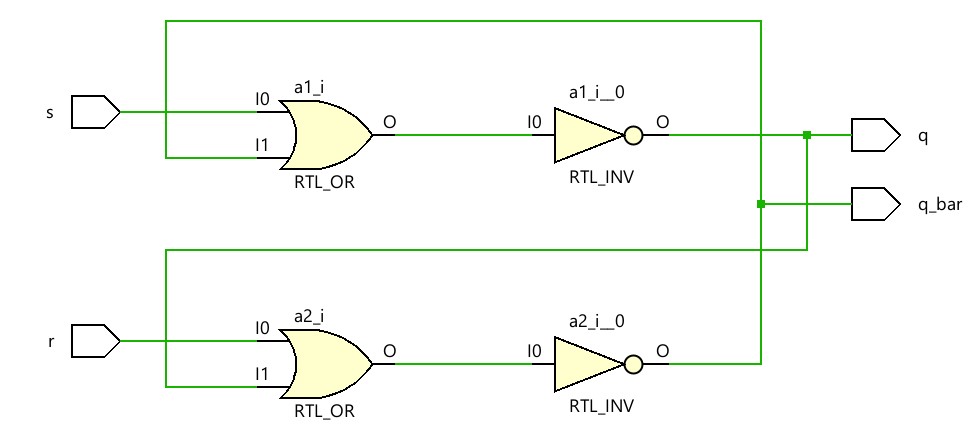 a1_i
a1_i__0
s
I0
I1
O
I0
O
q
RTL_OR
RTL_INV
q_bar
a2_i
a2_i__0
r
I0
I1
O
I0
O
RTL_OR
RTL_INV